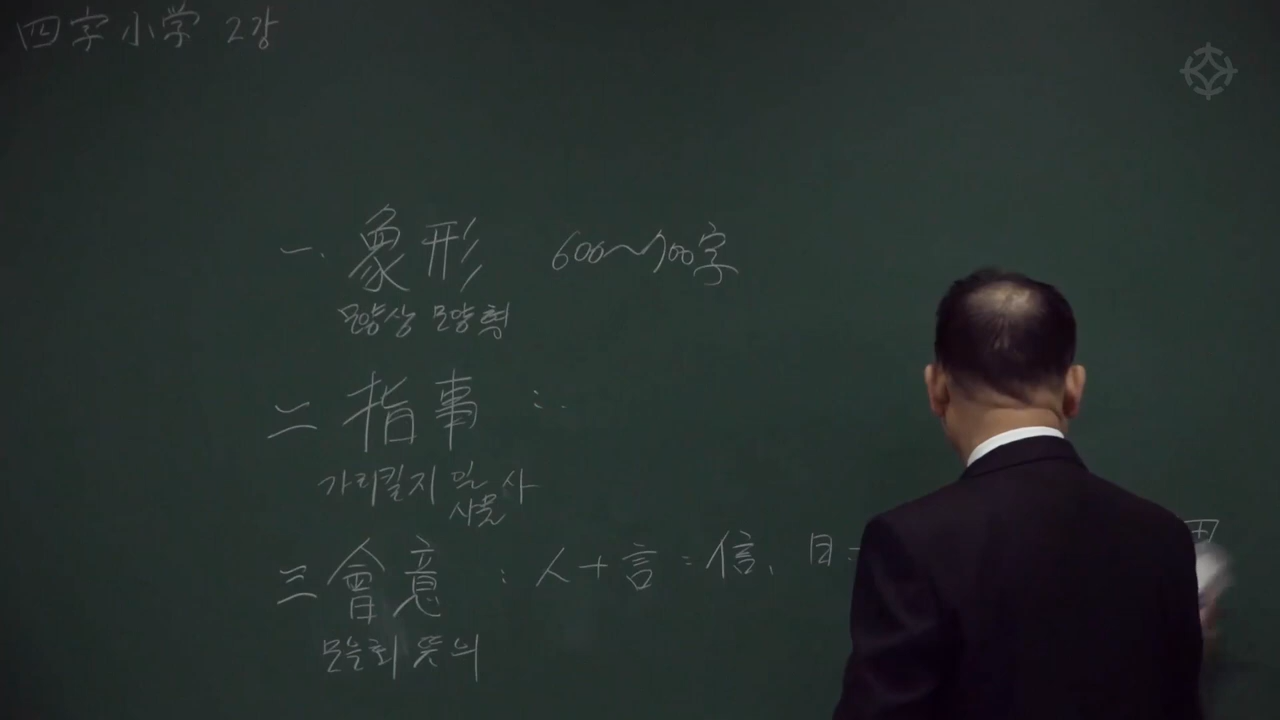 四字小学 2강
一. 象形 600~700字
모양상 모양형
二 指事 :
가리킬지 일 사
사물
三 會意 : 人+言=信, 日=
모을회 뜻의